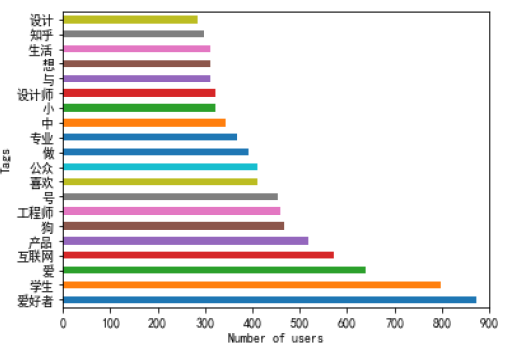 设计
知乎
生活
想
与
设计师
小
中
专业
做
公众
喜欢
号
工程师
狗
产品
互联网
爱
学生
爱好者
Tags
0 100 200 300 400 500 600 700 800 900
Number of users